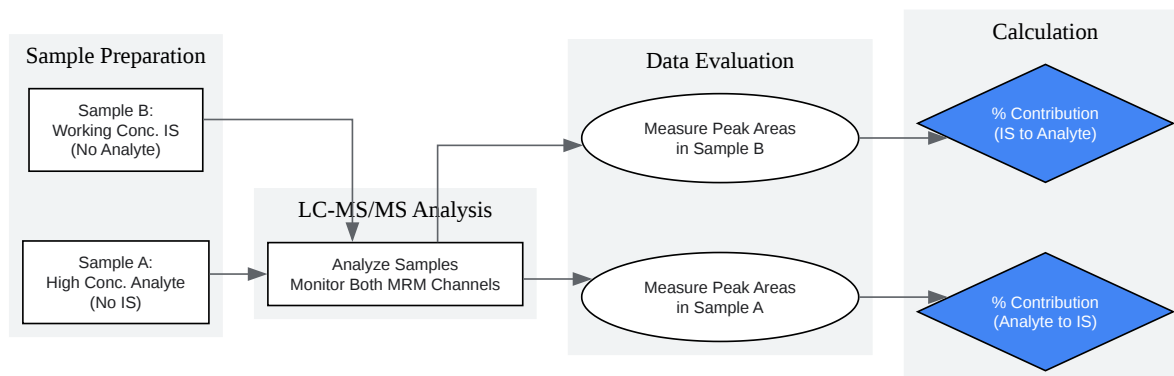 Sample Preparation
Sample B:
Working Conc. IS
(No Analyte)
Sample A:
High Conc. Analyte
(No IS)
LC-MS/MS Analysis
Analyze Samples
Monitor Both MRM Channels
Data Evaluation
Measure Peak Areas
in Sample B
Measure Peak Areas
in Sample A
Calculation
% Contribution
(IS to Analyte)
% Contribution
(Analyte to IS)